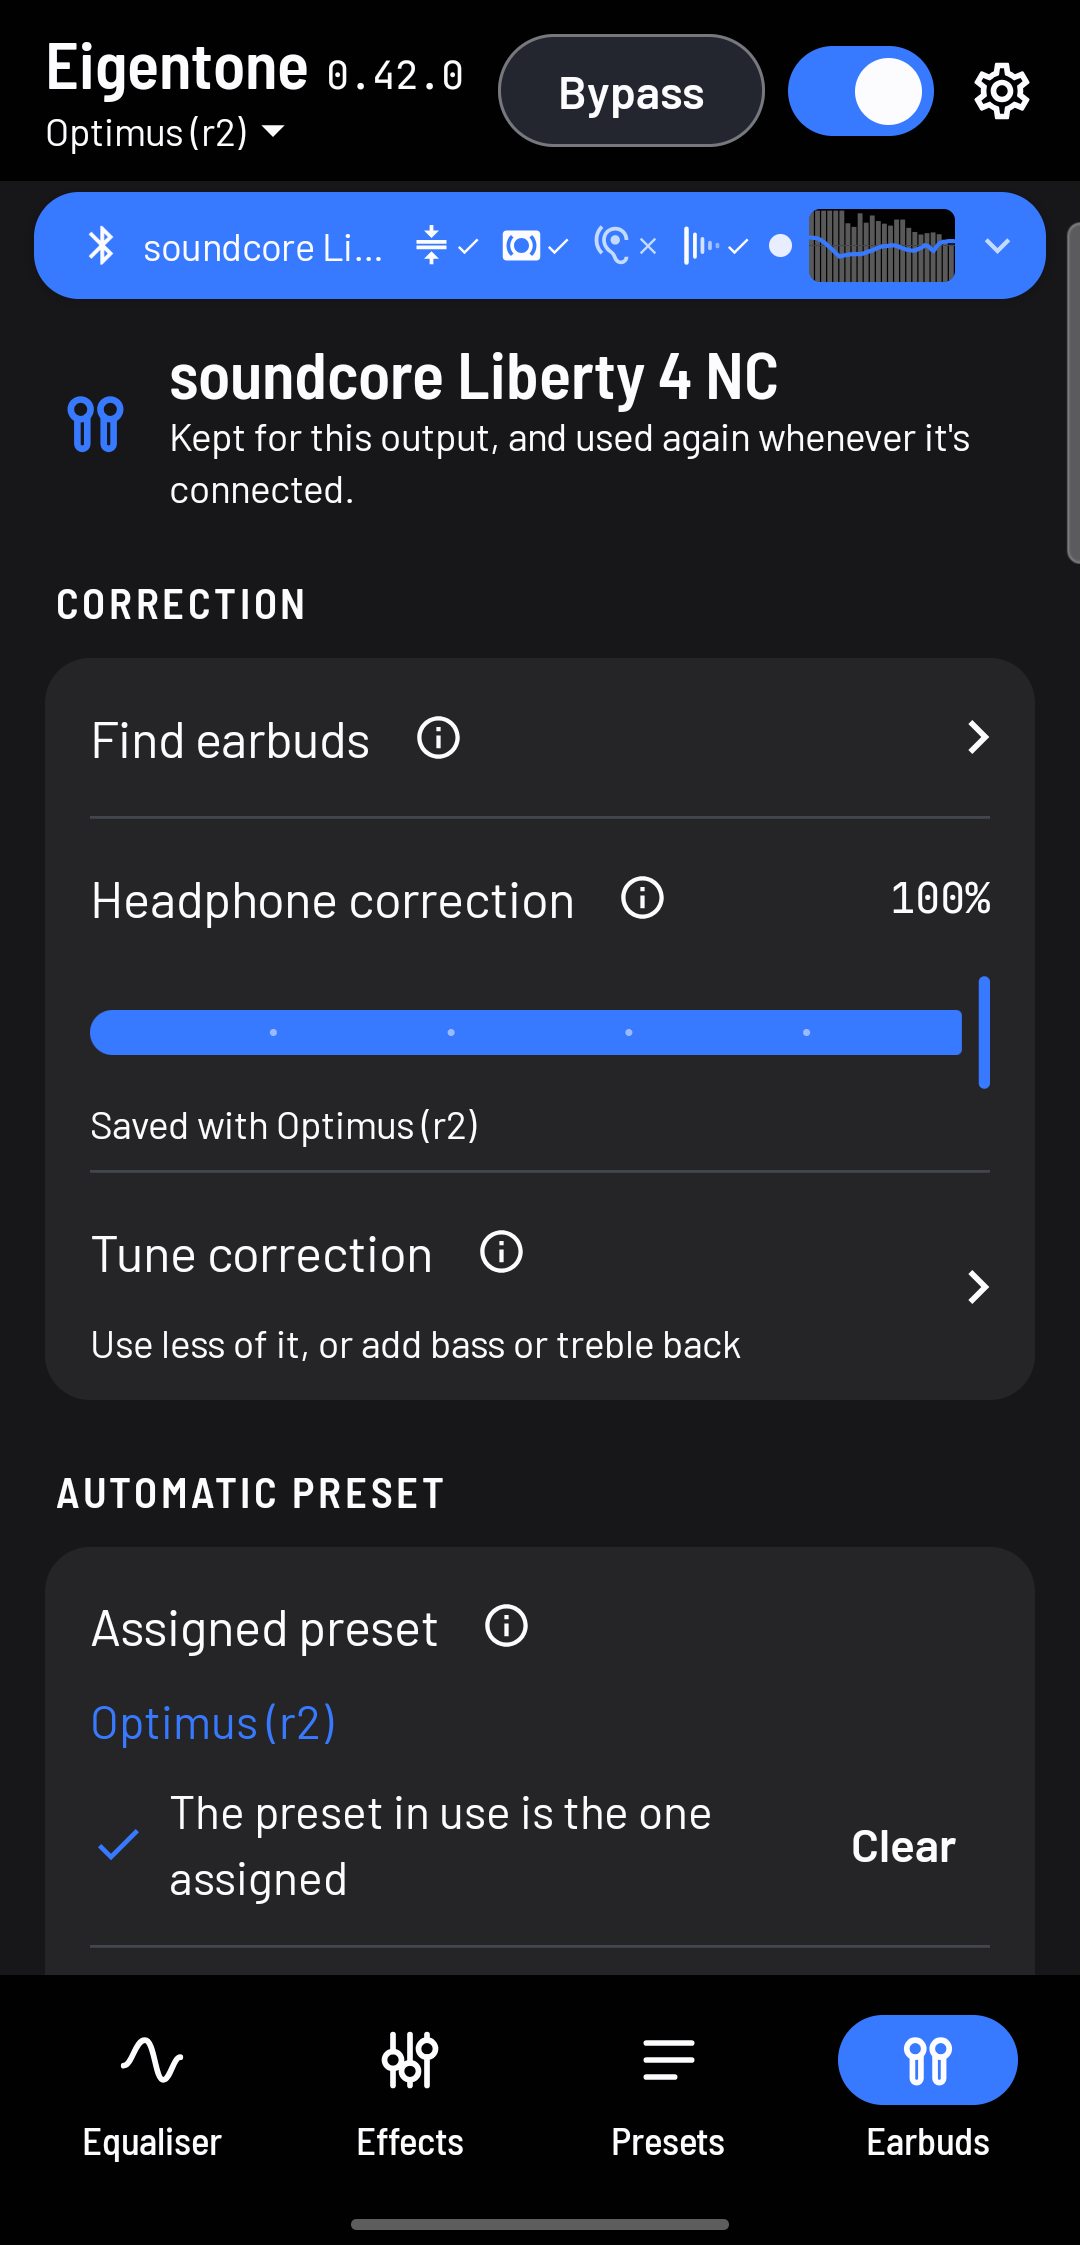 Eigentone 0.42.0
Optimus (r2)
Bypass
soundcore Li...
soundcore Liberty 4 NC
Kept for this output, and used again whenever it's
connected.
CORRECTION
Find earbuds
Headphone correction 100%
Saved with Optimus (r2)
Tune correction
Use less of it, or add bass or treble back
AUTOMATIC PRESET
Assigned preset
Optimus (r2)
The preset in use is the one
assigned
Clear
Equaliser Effects Presets Earbuds